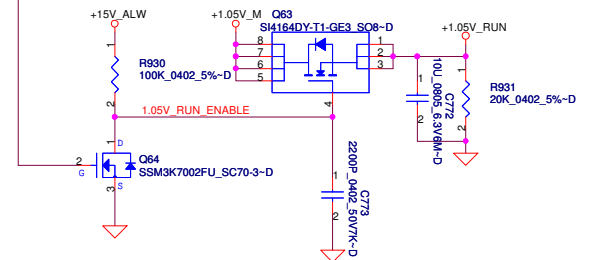 +15V_ALW
+1.05V_M
Q63
SI4164DY-T1-GE3_SO8~D
+1.05V_RUN
8
7
6
5
1
2
3
4
1
R930
100K_0402_5%~D
2
1
C772
10U_0805_6.3V6M~D
2
1
R931
20K_0402_5%~D
2
1.05V_RUN_ENABLE
1
D
2
G
Q64
SSM3K7002FU_SC70-3~D
3
S
1
C773
2200P_0402_50V7K~D
2